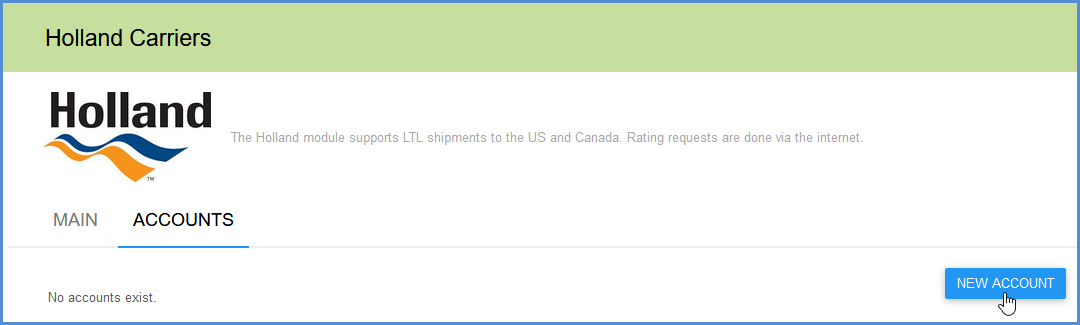 Holland Carriers
Holland
The Holland module supports LTL shipments to the US and Canada. Rating requests are done via the internet.
TM
MAIN ACCOUNTS
NEW ACCOUNT
No accounts exist.